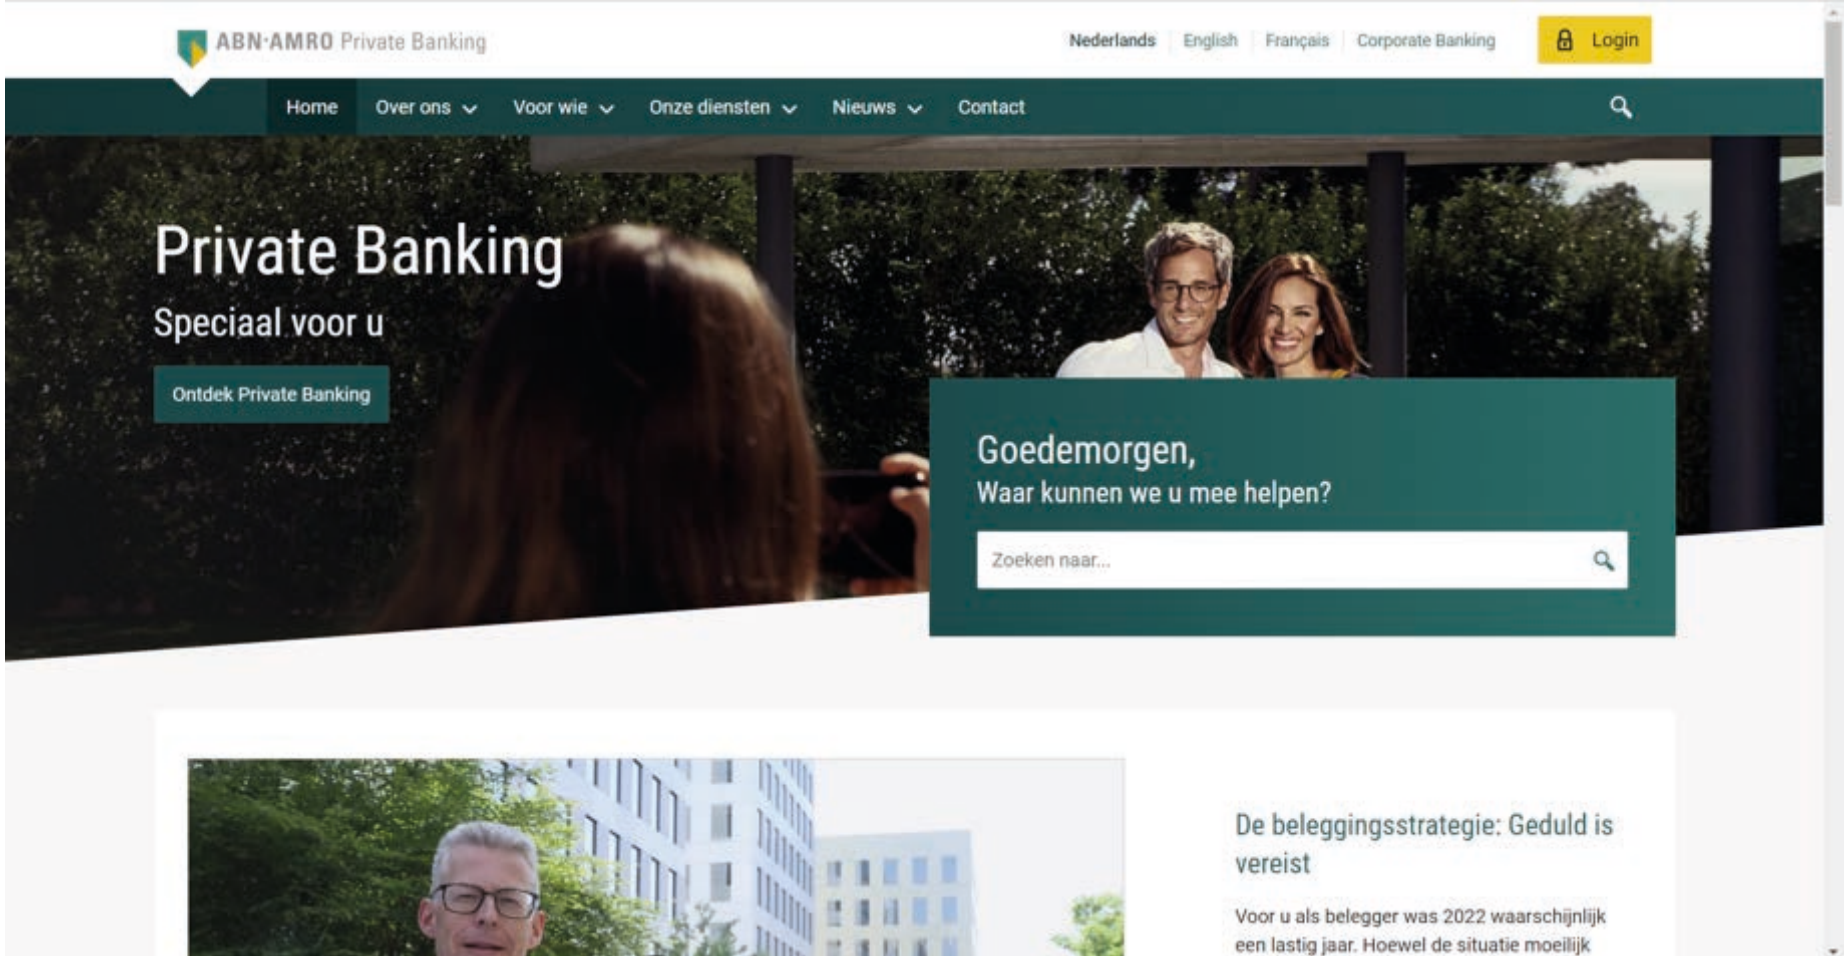 ABN·AMRO Private Banking
Nederlands English Français Corporate Banking Login
Home Over ons Voor wie Onze diensten Nieuws Contact
Private Banking
Speciaal voor u
Ontdek Private Banking
Goedemorgen,
Waar kunnen we u mee helpen?
Zoeken naar...
De beleggingsstrategie: Geduld is
vereist
Voor u als belegger was 2022 waarschijnlijk
een lastig jaar. Hoewel de situatie moeilijk